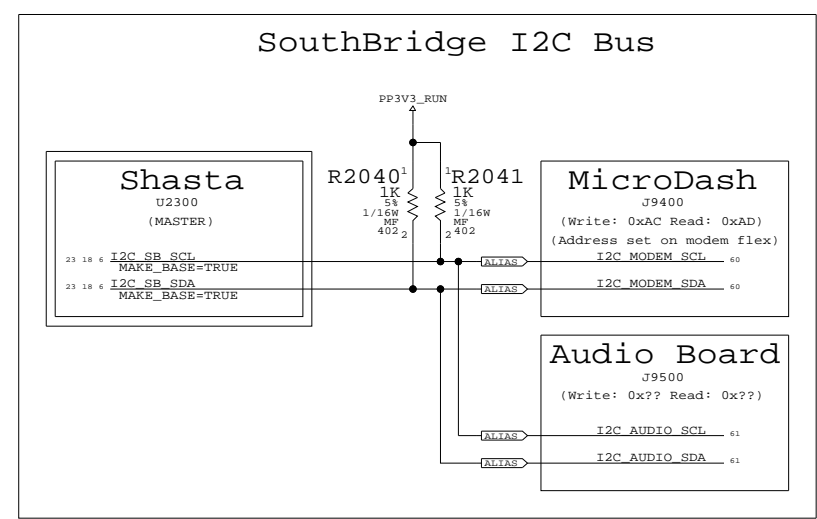 SouthBridge I2C Bus
PP3V3_RUN
Shasta
U2300
(MASTER)
23 18 6 I2C_SB_SCL
MAKE_BASE=TRUE
23 18 6 I2C_SB_SDA
MAKE_BASE=TRUE
R2040 1
1K
5%
1/16W
MF
402 2
1 R2041
1K
5%
1/16W
MF
2 402
MicroDash
J9400
(Write: 0xAC Read: 0xAD)
(Address set on modem flex)
ALIAS I2C_MODEM_SCL 60
ALIAS I2C_MODEM_SDA 60
Audio Board
J9500
(Write: 0x?? Read: 0x??)
ALIAS I2C_AUDIO_SCL 61
ALIAS I2C_AUDIO_SDA 61